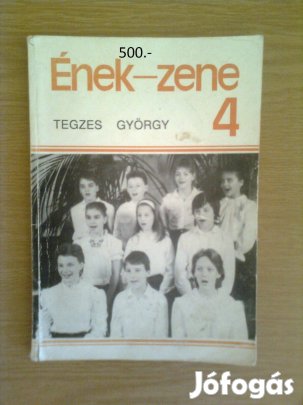 500.-
Ének-zene
TEGZES GYÖRGY 4
Jófogás